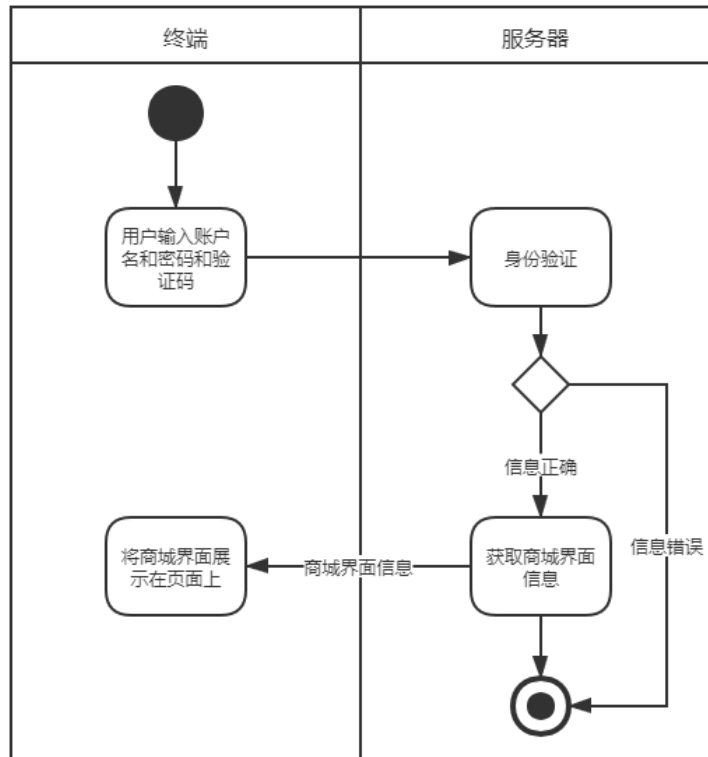 终端
服务器
用户输入账户
名和密码和验
证码
身份验证
信息正确
信息错误
将商城界面展
示在页面上
商城界面信息
获取商城界面
信息